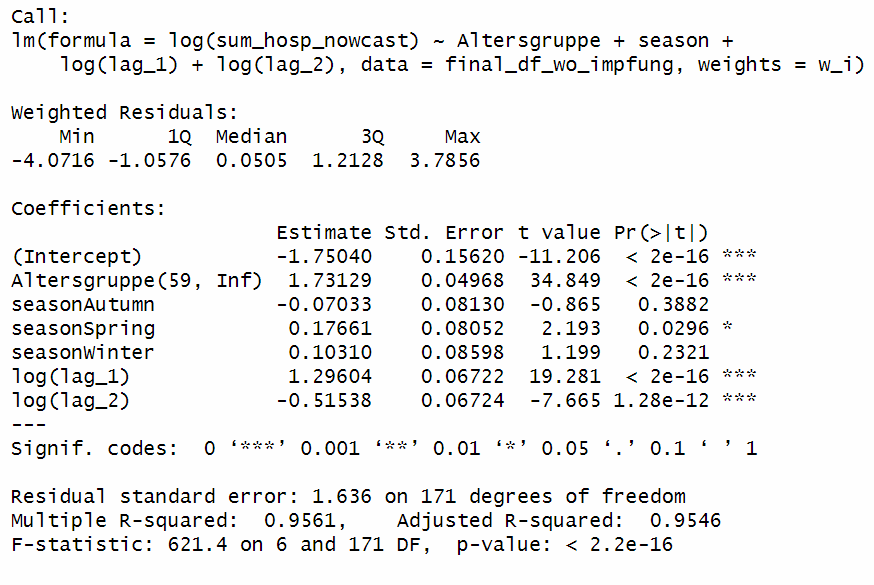 Call:
lm(formula = log(sum_hosp_nowcast) ~ Altersgruppe + season +
    log(lag_1) + log(lag_2), data = final_df_wo_impfung, weights = w_i)
Weighted Residuals:
    Min      1Q  Median      3Q     Max
-4.0716 -1.0576  0.0505  1.2128  3.7856
Coefficients:
                      Estimate Std. Error t value Pr(>|t|)
(Intercept)           -1.75040    0.15620 -11.206  < 2e-16 ***
Altersgruppe(59, Inf)  1.73129    0.04968  34.849  < 2e-16 ***
seasonAutumn          -0.07033    0.08130  -0.865   0.3882
seasonSpring           0.17661    0.08052   2.193   0.0296 *
seasonWinter           0.10310    0.08598   1.199   0.2321
log(lag_1)             1.29604    0.06722  19.281  < 2e-16 ***
log(lag_2)            -0.51538    0.06724  -7.665 1.28e-12 ***
---
Signif. codes:  0 ‘***’ 0.001 ‘**’ 0.01 ‘*’ 0.05 ‘.’ 0.1 ‘ ’ 1
Residual standard error: 1.636 on 171 degrees of freedom
Multiple R-squared:  0.9561,    Adjusted R-squared:  0.9546
F-statistic: 621.4 on 6 and 171 DF,  p-value: < 2.2e-16